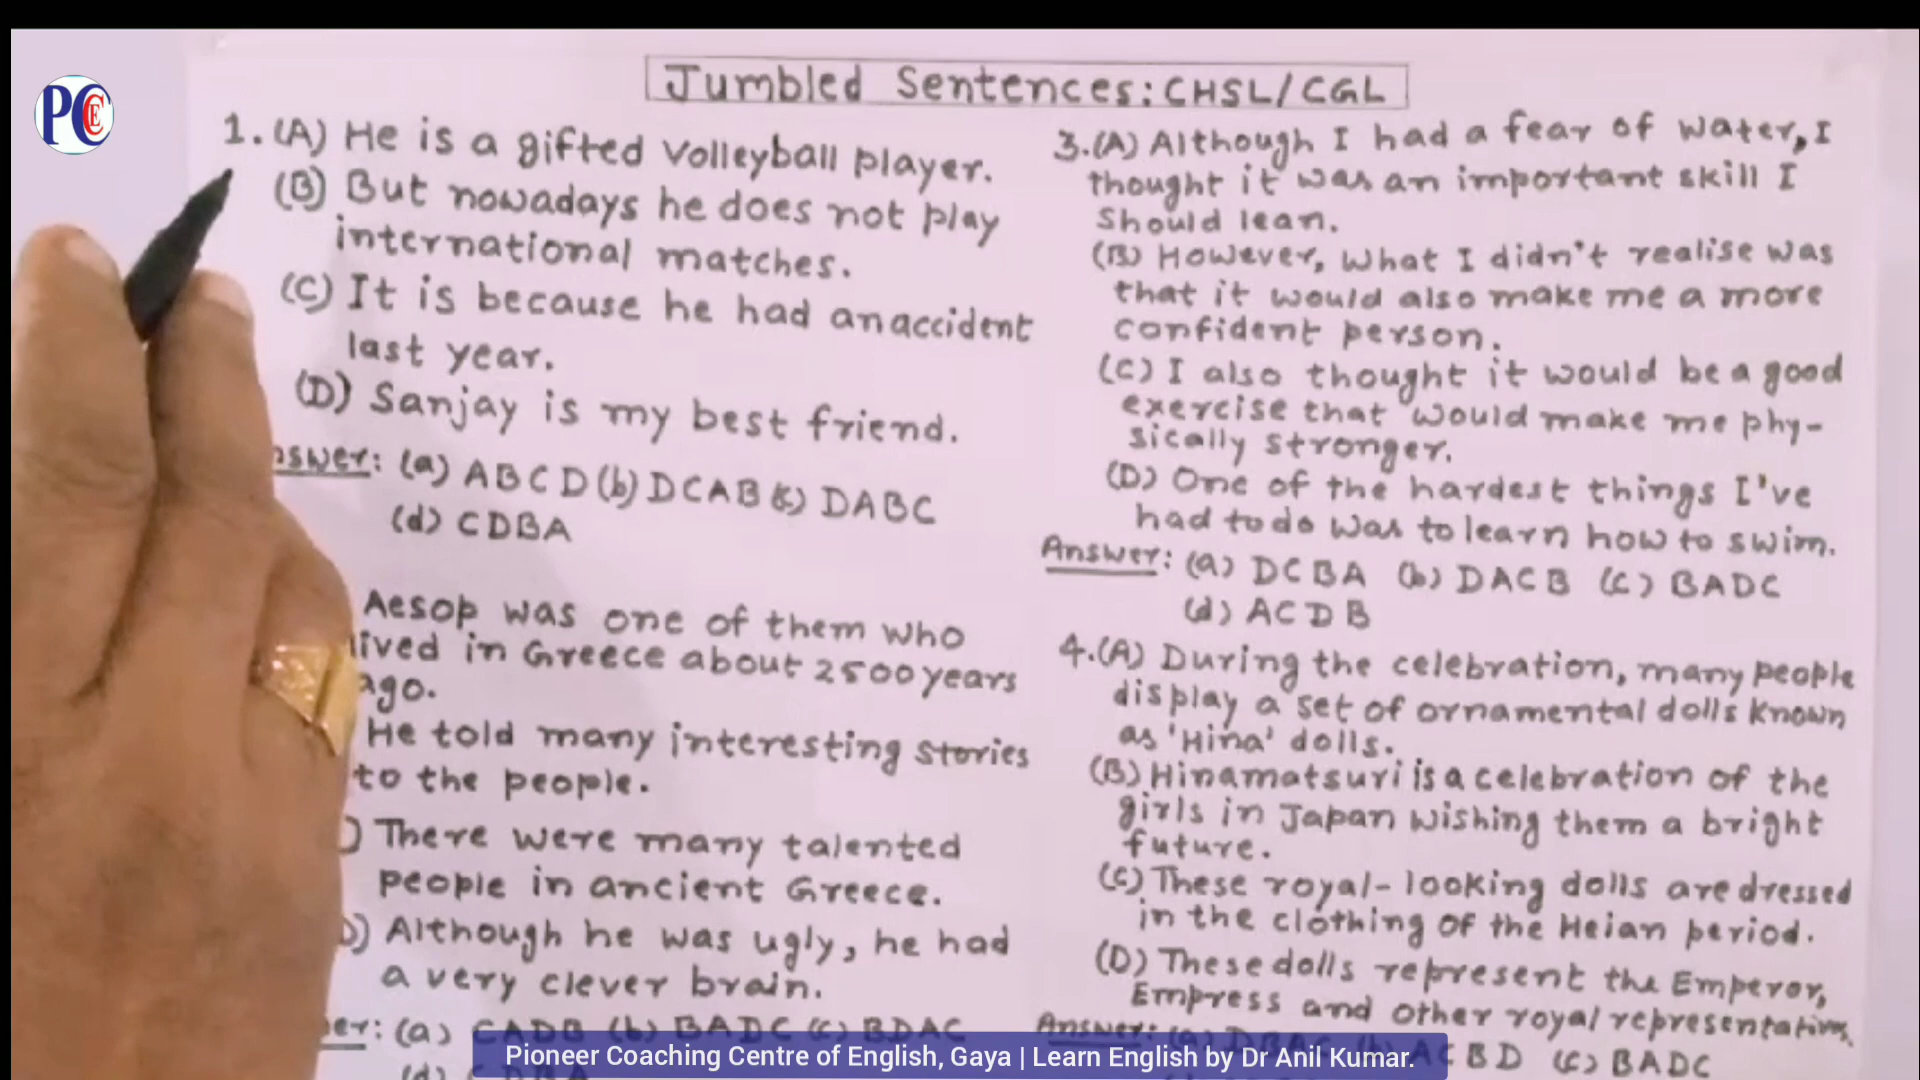 PCCE
Jumbled Sentences: CHSL/CGL
1. (A) He is a gifted volleyball player.
(B) But nowadays he does not play
international matches.
(C) It is because he had an accident
last year.
(D) Sanjay is my best friend.
nswer: (a) ABCD (b) DCAB (c) DABC
(d) CDBA
Aesop was one of them who
lived in Greece about 2500 years
ago.
He told many interesting stories
to the people.
) There were many talented
people in ancient Greece.
D) Although he was ugly, he had
a very clever brain.
er: (a) CADB (b) BADC (c) BDAC
(d) CDBA
3. (A) Although I had a fear of water, I
thought it was an important skill I
should lean.
(B) However, what I didn't realise was
that it would also make me a more
confident person.
(C) I also thought it would be a good
exercise that would make me phy-
sically stronger.
(D) One of the hardest things I've
had to do was to learn how to swim.
Answer: (a) DCBA (b) DACB (c) BADC
(d) ACDB
4. (A) During the celebration, many people
display a set of ornamental dolls known
as 'Hina' dolls.
(B) Hinamatsuri is a celebration of the
girls in Japan wishing them a bright
future.
(C) These royal-looking dolls are dressed
in the clothing of the Heian period.
(D) These dolls represent the Emperor,
Empress and other royal representatives
Answer: (a) DBAC (b) ACBD (c) BADC
Pioneer Coaching Centre of English, Gaya | Learn English by Dr Anil Kumar.